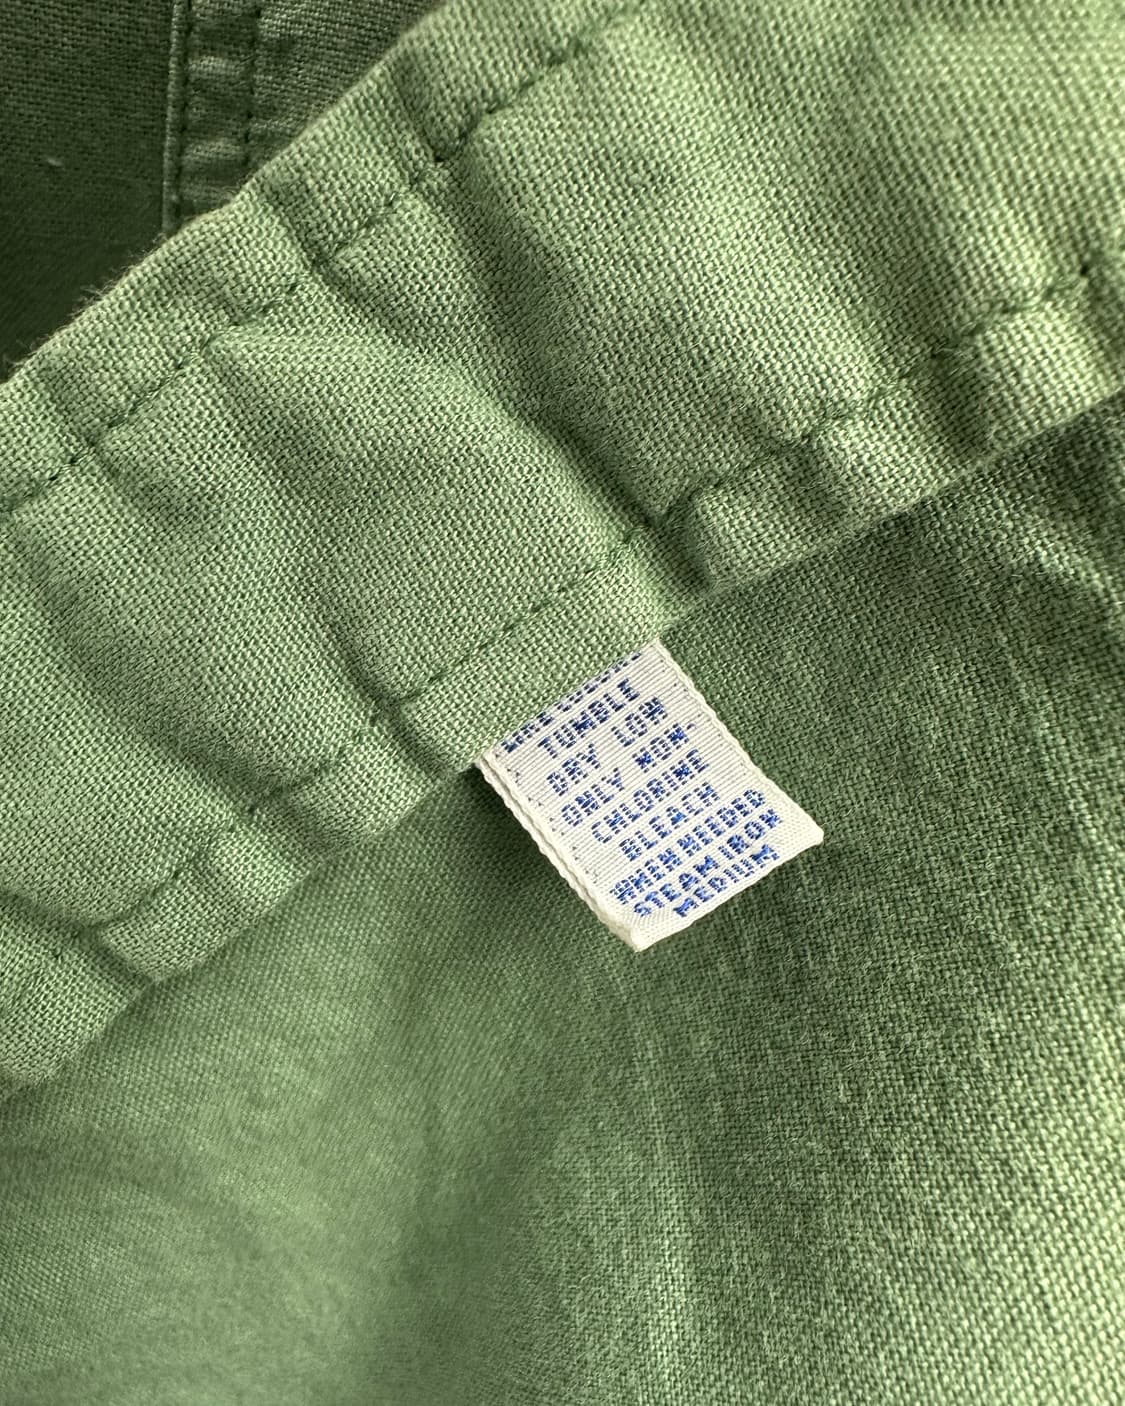 TUMBLE
DRY LOW
ONLY NON
CHLORINE
BLEACH
WHEN NEEDED
STEAM IRON
MEDIUM